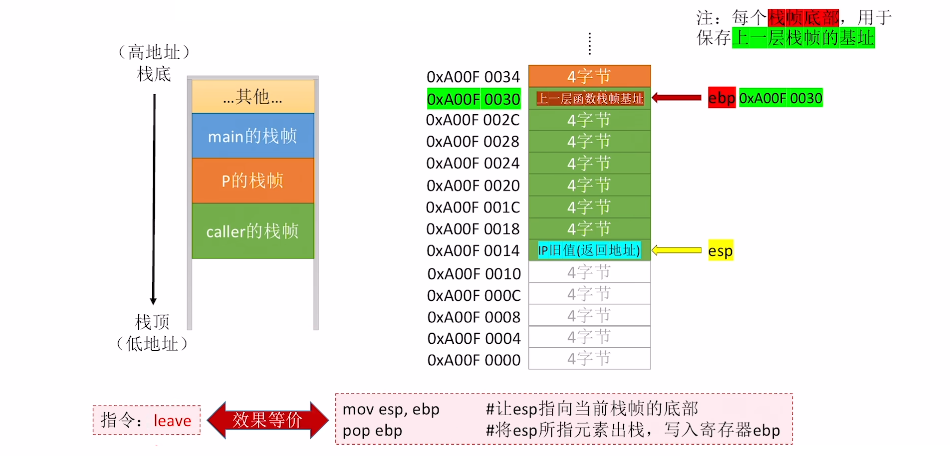 注：每个栈帧底部，用于
保存上一层栈帧的基址
（高地址）
栈底
…其他…
main的栈帧
P的栈帧
caller的栈帧
栈顶
（低地址）
0xA00F 0034 4字节
0xA00F 0030 上一层函数栈帧基址 ebp 0xA00F 0030
0xA00F 002C 4字节
0xA00F 0028 4字节
0xA00F 0024 4字节
0xA00F 0020 4字节
0xA00F 001C 4字节
0xA00F 0018 4字节
0xA00F 0014 IP旧值(返回地址) esp
0xA00F 0010 4字节
0xA00F 000C 4字节
0xA00F 0008 4字节
0xA00F 0004 4字节
0xA00F 0000 4字节
指令：leave
效果等价
mov esp, ebp #让esp指向当前栈帧的底部
pop ebp #将esp所指元素出栈，写入寄存器ebp